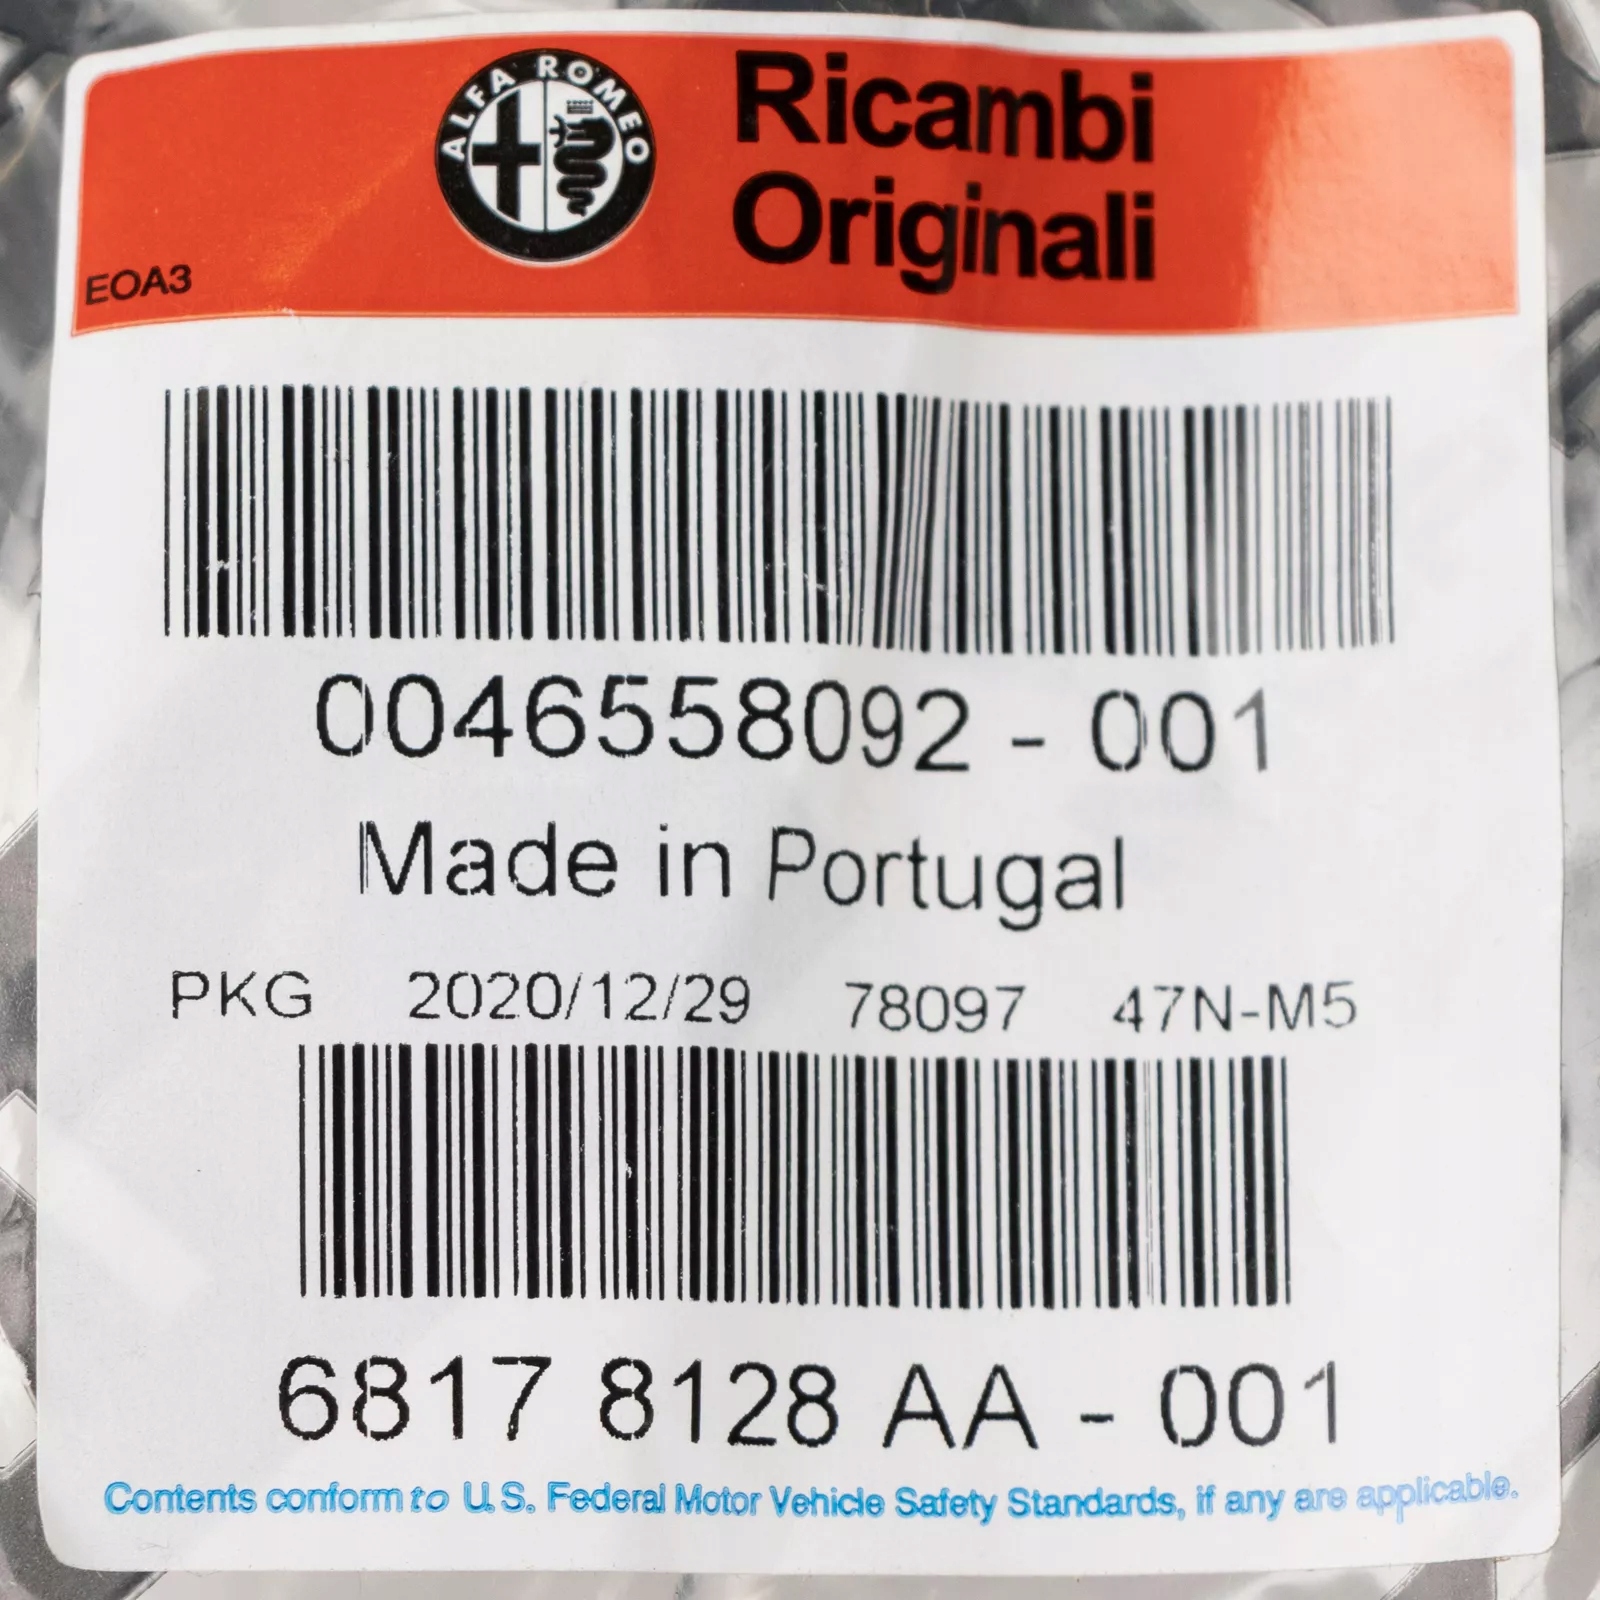 ALFA ROMEO
Ricambi
Originali
EOA3
0046558092 - 001
Made in Portugal
PKG 2020/12/29 78097 47N-M5
6817 8128 AA - 001
Contents conform to U.S. Federal Motor Vehicle Safety Standards, if any are applicable.